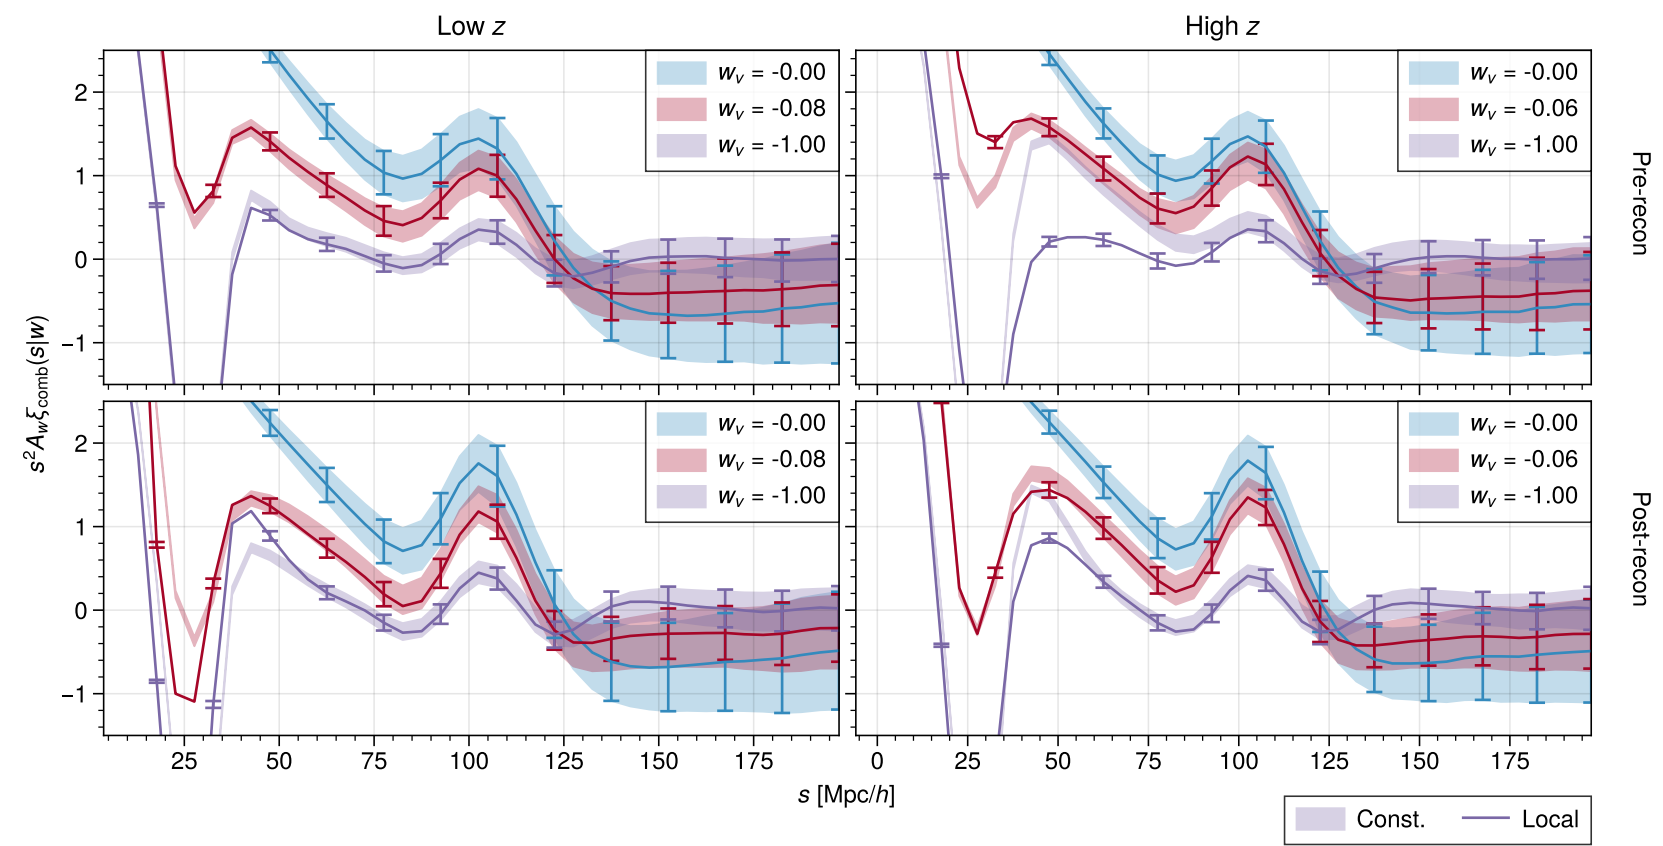 Low z
High z
w_v = -0.00
w_v = -0.08
w_v = -1.00
w_v = -0.00
w_v = -0.06
w_v = -1.00
Pre-recon
2
1
0
−1
s²A_wξ_comb(s|w)
w_v = -0.00
w_v = -0.08
w_v = -1.00
w_v = -0.00
w_v = -0.06
w_v = -1.00
Post-recon
2
1
0
−1
25 50 75 100 125 150 175
0 25 50 75 100 125 150 175
s [Mpc/h]
Const.
Local